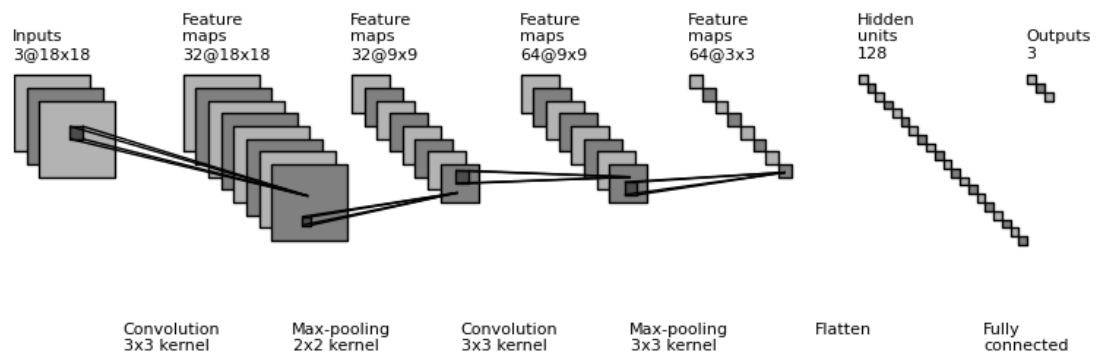 Inputs
3@18x18
Feature
maps
32@18x18
Feature
maps
32@9x9
Feature
maps
64@9x9
Feature
maps
64@3x3
Hidden
units
128
Outputs
3
Convolution
3x3 kernel
Max-pooling
2x2 kernel
Convolution
3x3 kernel
Max-pooling
3x3 kernel
Flatten
Fully
connected